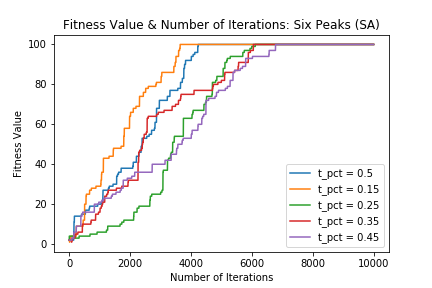 Fitness Value & Number of Iterations: Six Peaks (SA)
100
80
60
40
20
0
Fitness Value
t_pct = 0.5
t_pct = 0.15
t_pct = 0.25
t_pct = 0.35
t_pct = 0.45
0 2000 4000 6000 8000 10000
Number of Iterations